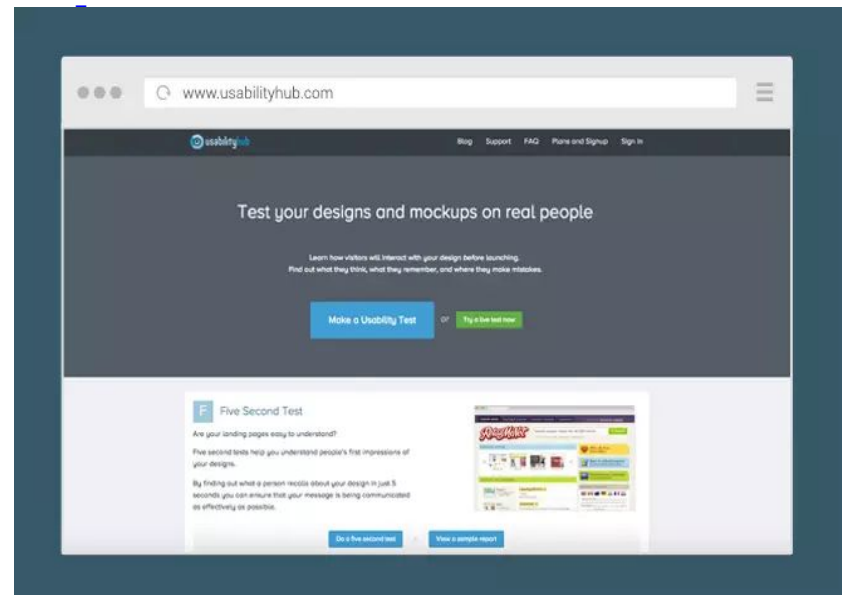 www.usabilityhub.com
usabilityhub
Blog Support FAQ Plans and Signup Sign In
Test your designs and mockups on real people
Learn how visitors will interact with your design before launching.
Find out what they think, what they remember, and where they make mistakes.
Make a Usability Test or Try a live test now
F Five Second Test
Are your landing pages easy to understand?
Five second tests help you understand people's first impressions of
your designs.
By finding out what a person recalls about your design in just 5
seconds you can ensure that your message is being communicated
as effectively as possible.
Do a five second test
View a sample report